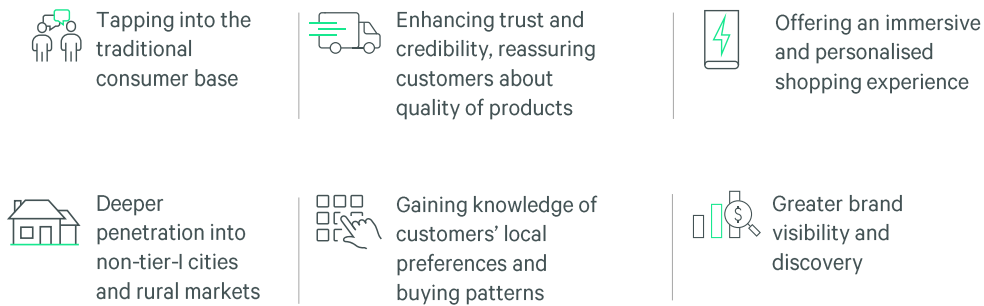 Tapping into the
traditional
consumer base
Enhancing trust and
credibility, reassuring
customers about
quality of products
Offering an immersive
and personalised
shopping experience
Deeper
penetration into
non-tier-I cities
and rural markets
Gaining knowledge of
customers’ local
preferences and
buying patterns
$
Greater brand
visibility and
discovery